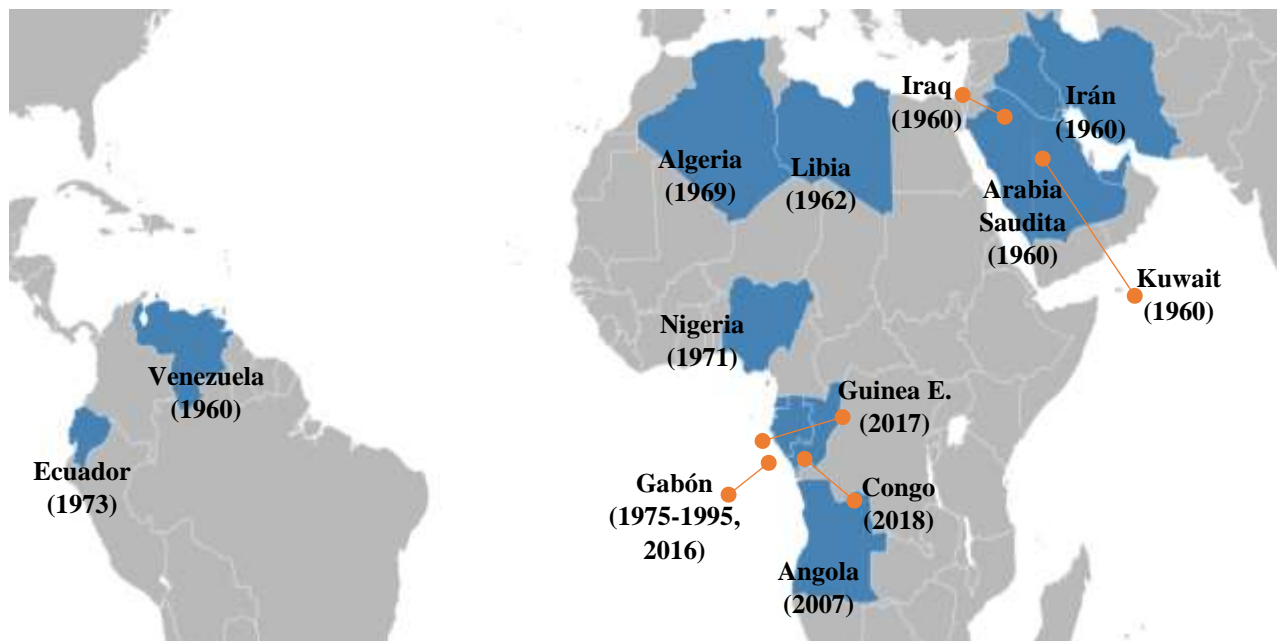 Iraq
(1960)
Irán
(1960)
Algeria
(1969)
Libia
(1962)
Arabia
Saudita
(1960)
Kuwait
(1960)
Nigeria
(1971)
Venezuela
(1960)
Guinea E.
(2017)
Ecuador
(1973)
Gabón
(1975-1995,
2016)
Congo
(2018)
Angola
(2007)